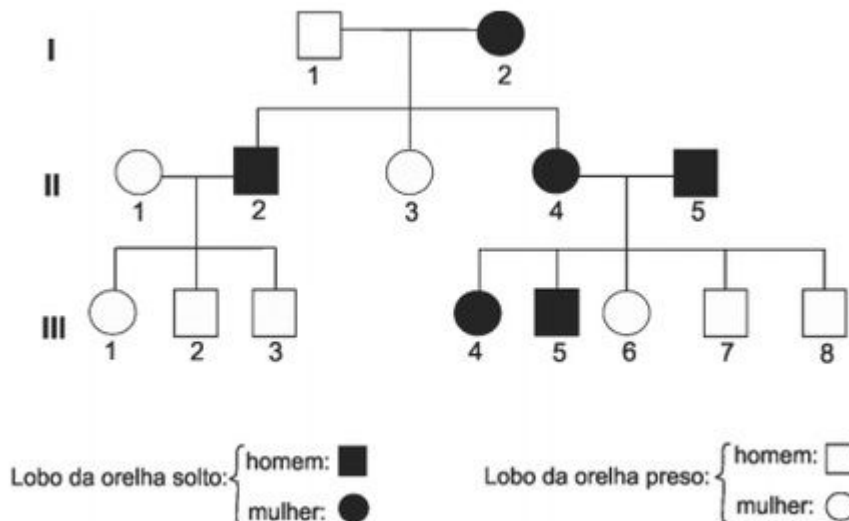 I
1 2
II
1 2 3 4 5
III
1 2 3 4 5 6 7 8
Lobo da orelha solto: homem: mulher:
Lobo da orelha preso: homem: mulher: